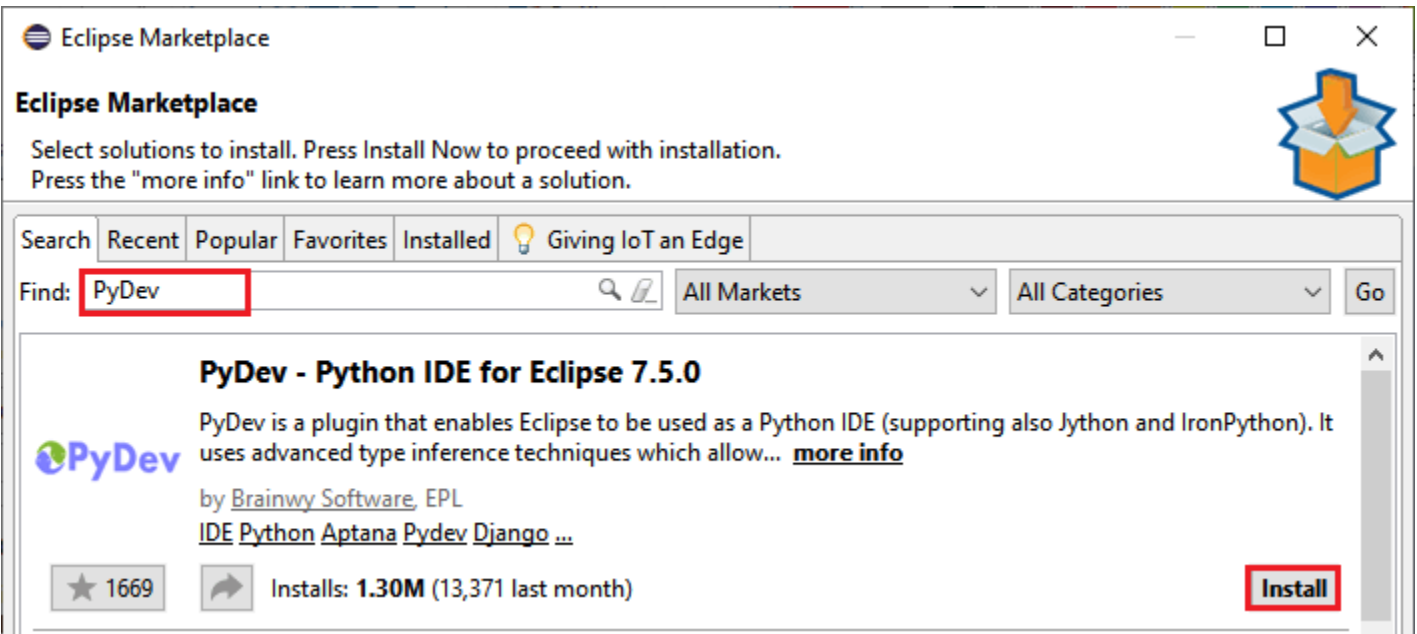 Eclipse Marketplace
Eclipse Marketplace
Select solutions to install. Press Install Now to proceed with installation.
Press the "more info" link to learn more about a solution.
Search Recent Popular Favorites Installed Giving IoT an Edge
Find: PyDev All Markets All Categories Go
PyDev - Python IDE for Eclipse 7.5.0
PyDev is a plugin that enables Eclipse to be used as a Python IDE (supporting also Jython and IronPython). It
PyDev uses advanced type inference techniques which allow... more info
by Brainwy Software, EPL
IDE Python Aptana Pydev Django ...
1669 Installs: 1.30M (13,371 last month) Install